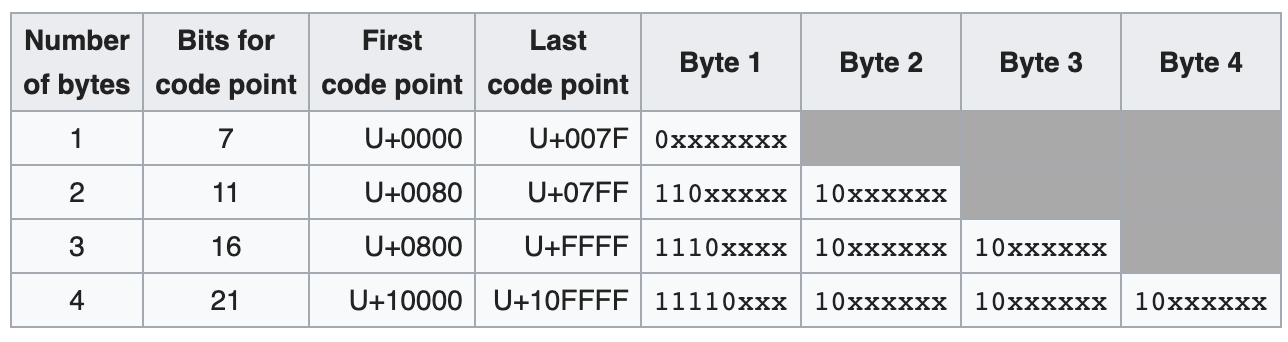 Number of bytes Bits for code point First code point Last code point Byte 1 Byte 2 Byte 3 Byte 4
1 7 U+0000 U+007F 0xxxxxxx
2 11 U+0080 U+07FF 110xxxxx 10xxxxxx
3 16 U+0800 U+FFFF 1110xxxx 10xxxxxx 10xxxxxx
4 21 U+10000 U+10FFFF 11110xxx 10xxxxxx 10xxxxxx 10xxxxxx